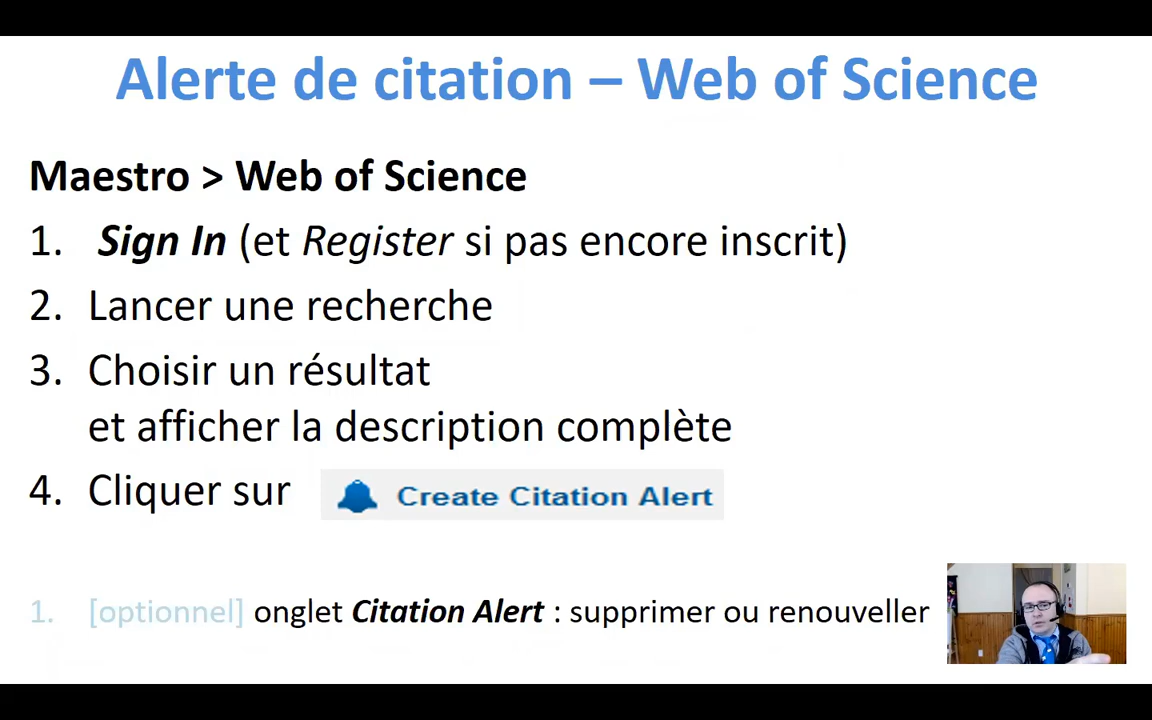 Alerte de citation – Web of Science
Maestro > Web of Science
1. Sign In (et Register si pas encore inscrit)
2. Lancer une recherche
3. Choisir un résultat
et afficher la description complète
4. Cliquer sur Create Citation Alert
1. [optionnel] onglet Citation Alert : supprimer ou renouveller